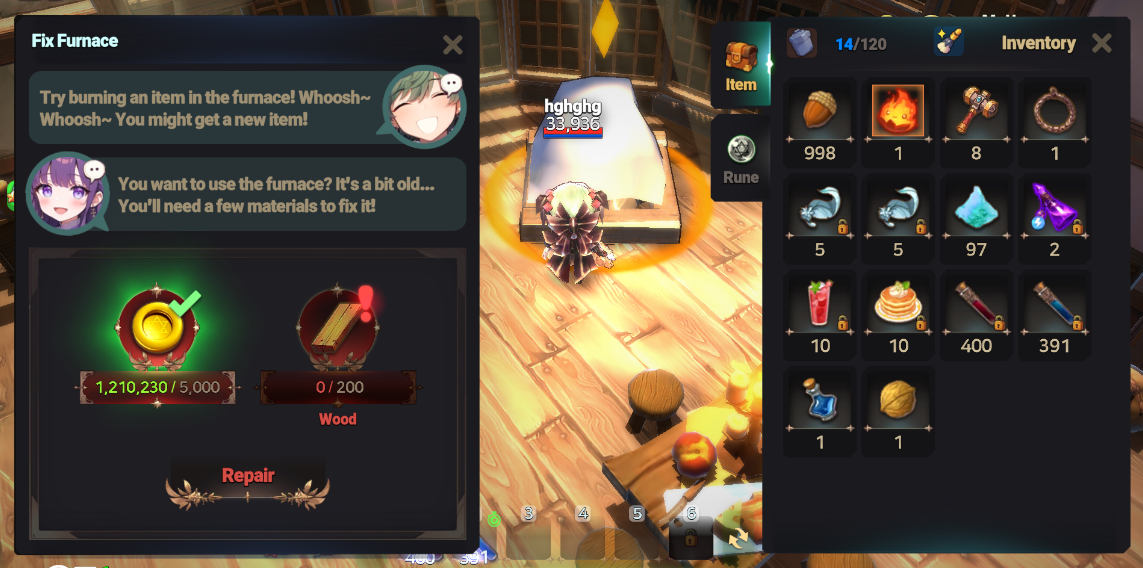 Fix Furnace
Try burning an item in the furnace! Whoosh~
Whoosh~ You might get a new item!
You want to use the furnace? It's a bit old...
You'll need a few materials to fix it!
1,210,230 / 5,000
0 / 200
Wood
Repair
hghghg
33,936
3
4
5
6
400
391
Item
Rune
14/120
Inventory
998
1
8
1
5
5
97
2
10
10
400
391
1
1